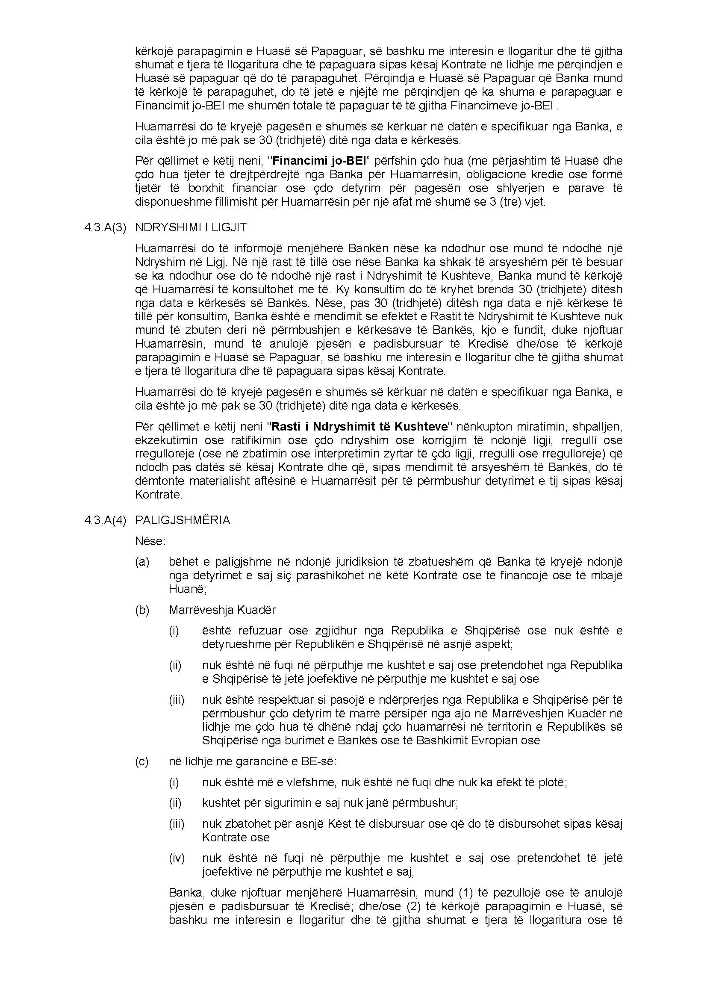 kërkojë parapagimin e Huasë së Papaguar, së bashku me interesin e llogaritur dhe të gjitha
shumat e tjera të llogaritura dhe të papaguara sipas kësaj Kontrate në lidhje me përqindjen e
Huasë së papaguar që do të parapaguhet. Përqindja e Huasë së Papaguar që Banka mund
të kërkojë të parapaguhet, do të jetë e njëjtë me përqindjen që ka shuma e parapaguar e
Financimit jo-BEI me shumën totale të papaguar të të gjitha Financimeve jo-BEI .
Huamarrësi do të kryejë pagesën e shumës së kërkuar në datën e specifikuar nga Banka, e
cila është jo më pak se 30 (tridhjetë) ditë nga data e kërkesës.
Për qëllimet e këtij neni, "Financimi jo-BEI” përfshin çdo hua (me përjashtim të Huasë dhe
çdo hua tjetër të drejtpërdrejtë nga Banka për Huamarrësin, obligacione kredie ose formë
tjetër të borxhit financiar ose çdo detyrim për pagesën ose shlyerjen e parave të
disponueshme fillimisht për Huamarrësin për një afat më shumë se 3 (tre) vjet.
4.3.A(3) NDRYSHIMI I LIGJIT
Huamarrësi do të informojë menjëherë Bankën nëse ka ndodhur ose mund të ndodhë një
Ndryshim në Ligj. Në një rast të tillë ose nëse Banka ka shkak të arsyeshëm për të besuar
se ka ndodhur ose do të ndodhë një rast i Ndryshimit të Kushteve, Banka mund të kërkojë
që Huamarrësi të konsultohet me të. Ky konsultim do të kryhet brenda 30 (tridhjetë) ditësh
nga data e kërkesës së Bankës. Nëse, pas 30 (tridhjetë) ditësh nga data e një kërkese të
tillë për konsultim, Banka është e mendimit se efektet e Rastit të Ndryshimit të Kushteve nuk
mund të zbuten deri në përmbushjen e kërkesave të Bankës, kjo e fundit, duke njoftuar
Huamarrësin, mund të anulojë pjesën e padisbursuar të Kredisë dhe/ose të kërkojë
parapagimin e Huasë së Papaguar, së bashku me interesin e llogaritur dhe të gjitha shumat
e tjera të llogaritura dhe të papaguara sipas kësaj Kontrate.
Huamarrësi do të kryejë pagesën e shumës së kërkuar në datën e specifikuar nga Banka, e
cila është jo më pak se 30 (tridhjetë) ditë nga data e kërkesës.
Për qëllimet e këtij neni "Rasti i Ndryshimit të Kushteve" nënkupton miratimin, shpalljen,
ekzekutimin ose ratifikimin ose çdo ndryshim ose korrigjim të ndonjë ligji, rregulli ose
rregulloreje (ose në zbatimin ose interpretimin zyrtar të çdo ligji, rregulli ose rregulloreje) që
ndodh pas datës së kësaj Kontrate dhe që, sipas mendimit të arsyeshëm të Bankës, do të
dëmtonte materialisht aftësinë e Huamarrësit për të përmbushur detyrimet e tij sipas kësaj
Kontrate.
4.3.A(4) PALIGJSHMËRIA
Nëse:
(a) bëhet e paligjshme në ndonjë juridiksion të zbatueshëm që Banka të kryejë ndonjë
nga detyrimet e saj siç parashikohet në këtë Kontratë ose të financojë ose të mbajë
Huanë;
(b) Marrëveshja Kuadër
(i) është refuzuar ose zgjidhur nga Republika e Shqipërisë ose nuk është e
detyrueshme për Republikën e Shqipërisë në asnjë aspekt;
(ii) nuk është në fuqi në përputhje me kushtet e saj ose pretendohet nga Republika
e Shqipërisë të jetë joefektive në përputhje me kushtet e saj ose
(iii) nuk është respektuar si pasojë e ndërprerjes nga Republika e Shqipërisë për të
përmbushur çdo detyrim të marrë përsipër nga ajo në Marrëveshjen Kuadër në
lidhje me çdo hua të dhënë ndaj çdo huamarrësi në territorin e Republikës së
Shqipërisë nga burimet e Bankës ose të Bashkimit Evropian ose
(c) në lidhje me garancinë e BE-së:
(i) nuk është më e vlefshme, nuk është në fuqi dhe nuk ka efekt të plotë;
(ii) kushtet për sigurimin e saj nuk janë përmbushur;
(iii) nuk zbatohet për asnjë Këst të disbursuar ose që do të disbursohet sipas kësaj
Kontrate ose
(iv) nuk është në fuqi në përputhje me kushtet e saj ose pretendohet të jetë
joefektive në përputhje me kushtet e saj,
Banka, duke njoftuar menjëherë Huamarrësin, mund (1) të pezullojë ose të anulojë
pjesën e padisbursuar të Kredisë; dhe/ose (2) të kërkojë parapagimin e Huasë, së
bashku me interesin e llogaritur dhe të gjitha shumat e tjera të llogaritura ose të